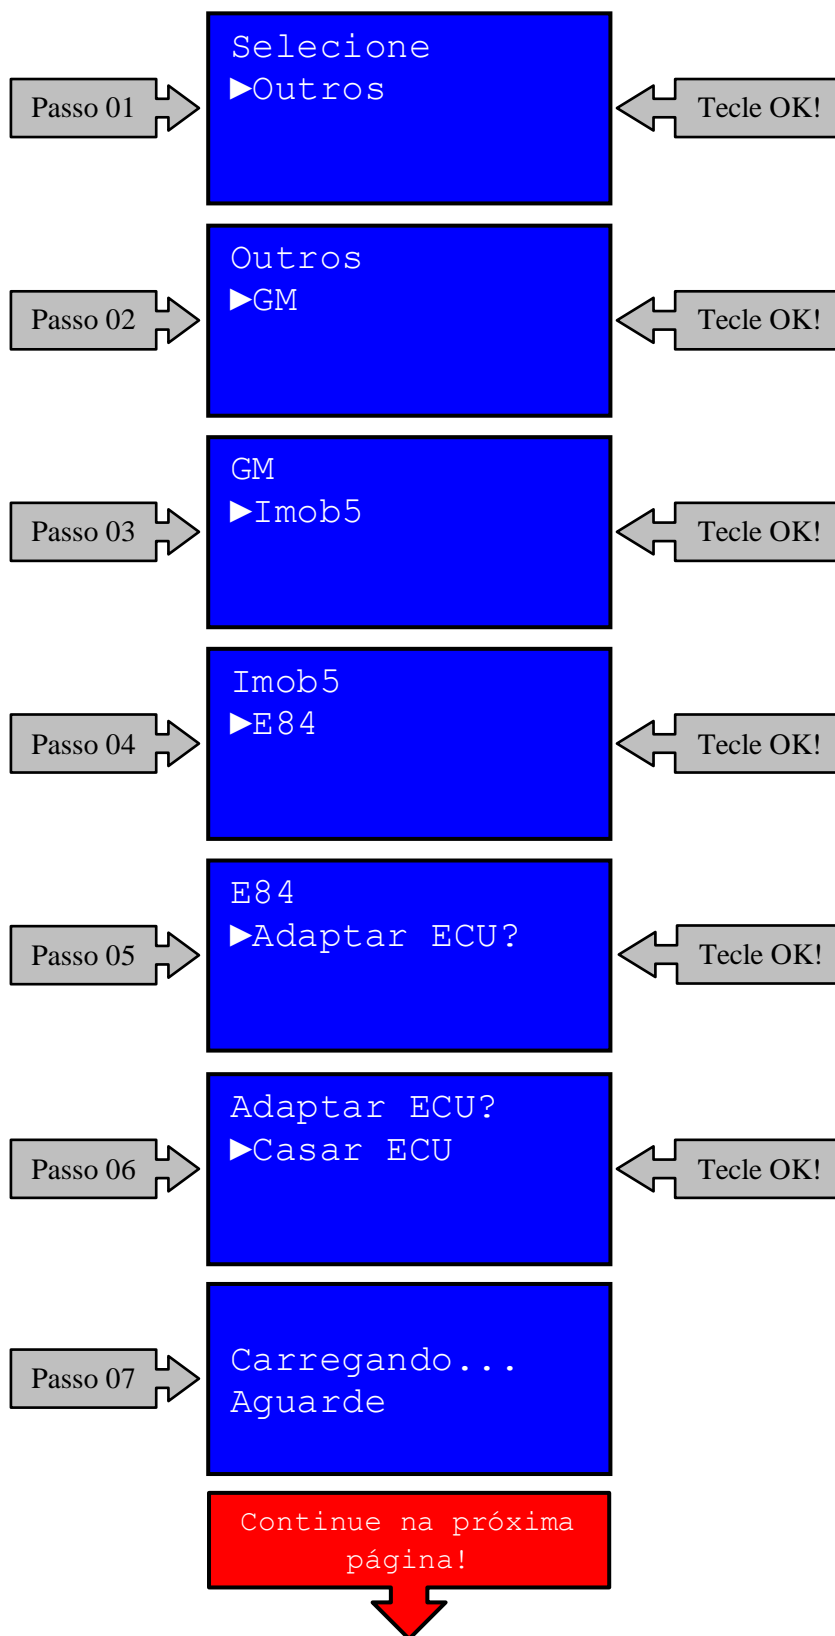 Selecione
►Outros
Passo 01
Tecle OK!
Outros
►GM
Passo 02
Tecle OK!
GM
►Imob5
Passo 03
Tecle OK!
Imob5
►E84
Passo 04
Tecle OK!
E84
►Adaptar ECU?
Passo 05
Tecle OK!
Adaptar ECU?
►Casar ECU
Passo 06
Tecle OK!
Carregando...
Aguarde
Passo 07
Continue na próxima
página!